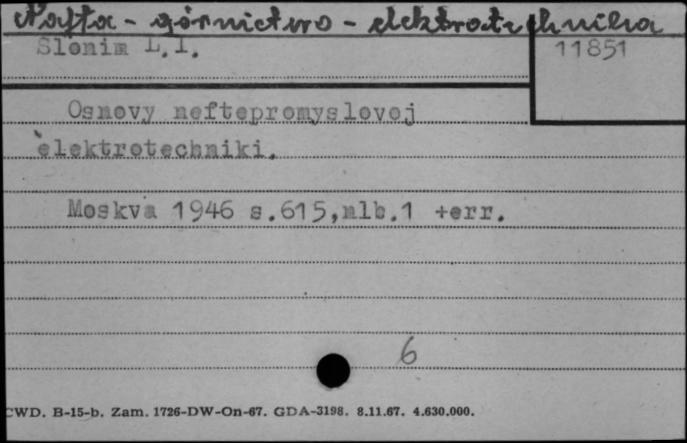 Nafta - górnictwo - elektrotechnika
Slonim L.I.
11851
Osnovy neftepromyslovoj
èlektrotechniki.
Moskva 1946 s.615,nlb.1 +err.
6
CWD. B-15-b. Zam. 1726-DW-On-67. GDA-3198. 8.11.67. 4.630.000.